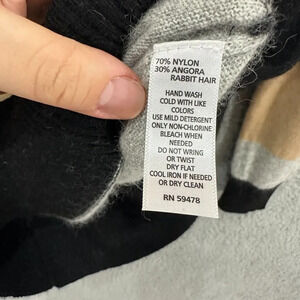 70% NYLON
30% ANGORA
RABBIT HAIR
HAND WASH
COLD WITH LIKE
COLORS
USE MILD DETERGENT
ONLY NON-CHLORINE
BLEACH WHEN
NEEDED
DO NOT WRING
OR TWIST
DRY FLAT
COOL IRON IF NEEDED
OR DRY CLEAN
RN 59478